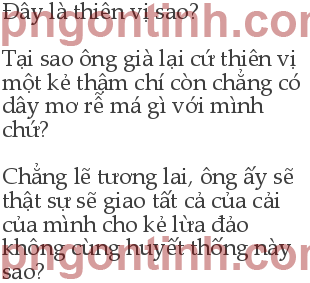 Đây là thiên vị sao?
Tại sao ông già lại cứ thiên vị
một kẻ thậm chí còn chẳng có
dây mơ rễ má gì với mình
chứ?
Chẳng lẽ tương lai, ông ấy sẽ
thật sự sẽ giao tất cả của cải
của mình cho kẻ lừa đảo
không cùng huyết thống này
sao?
phgontinh.com
phgontinh.com